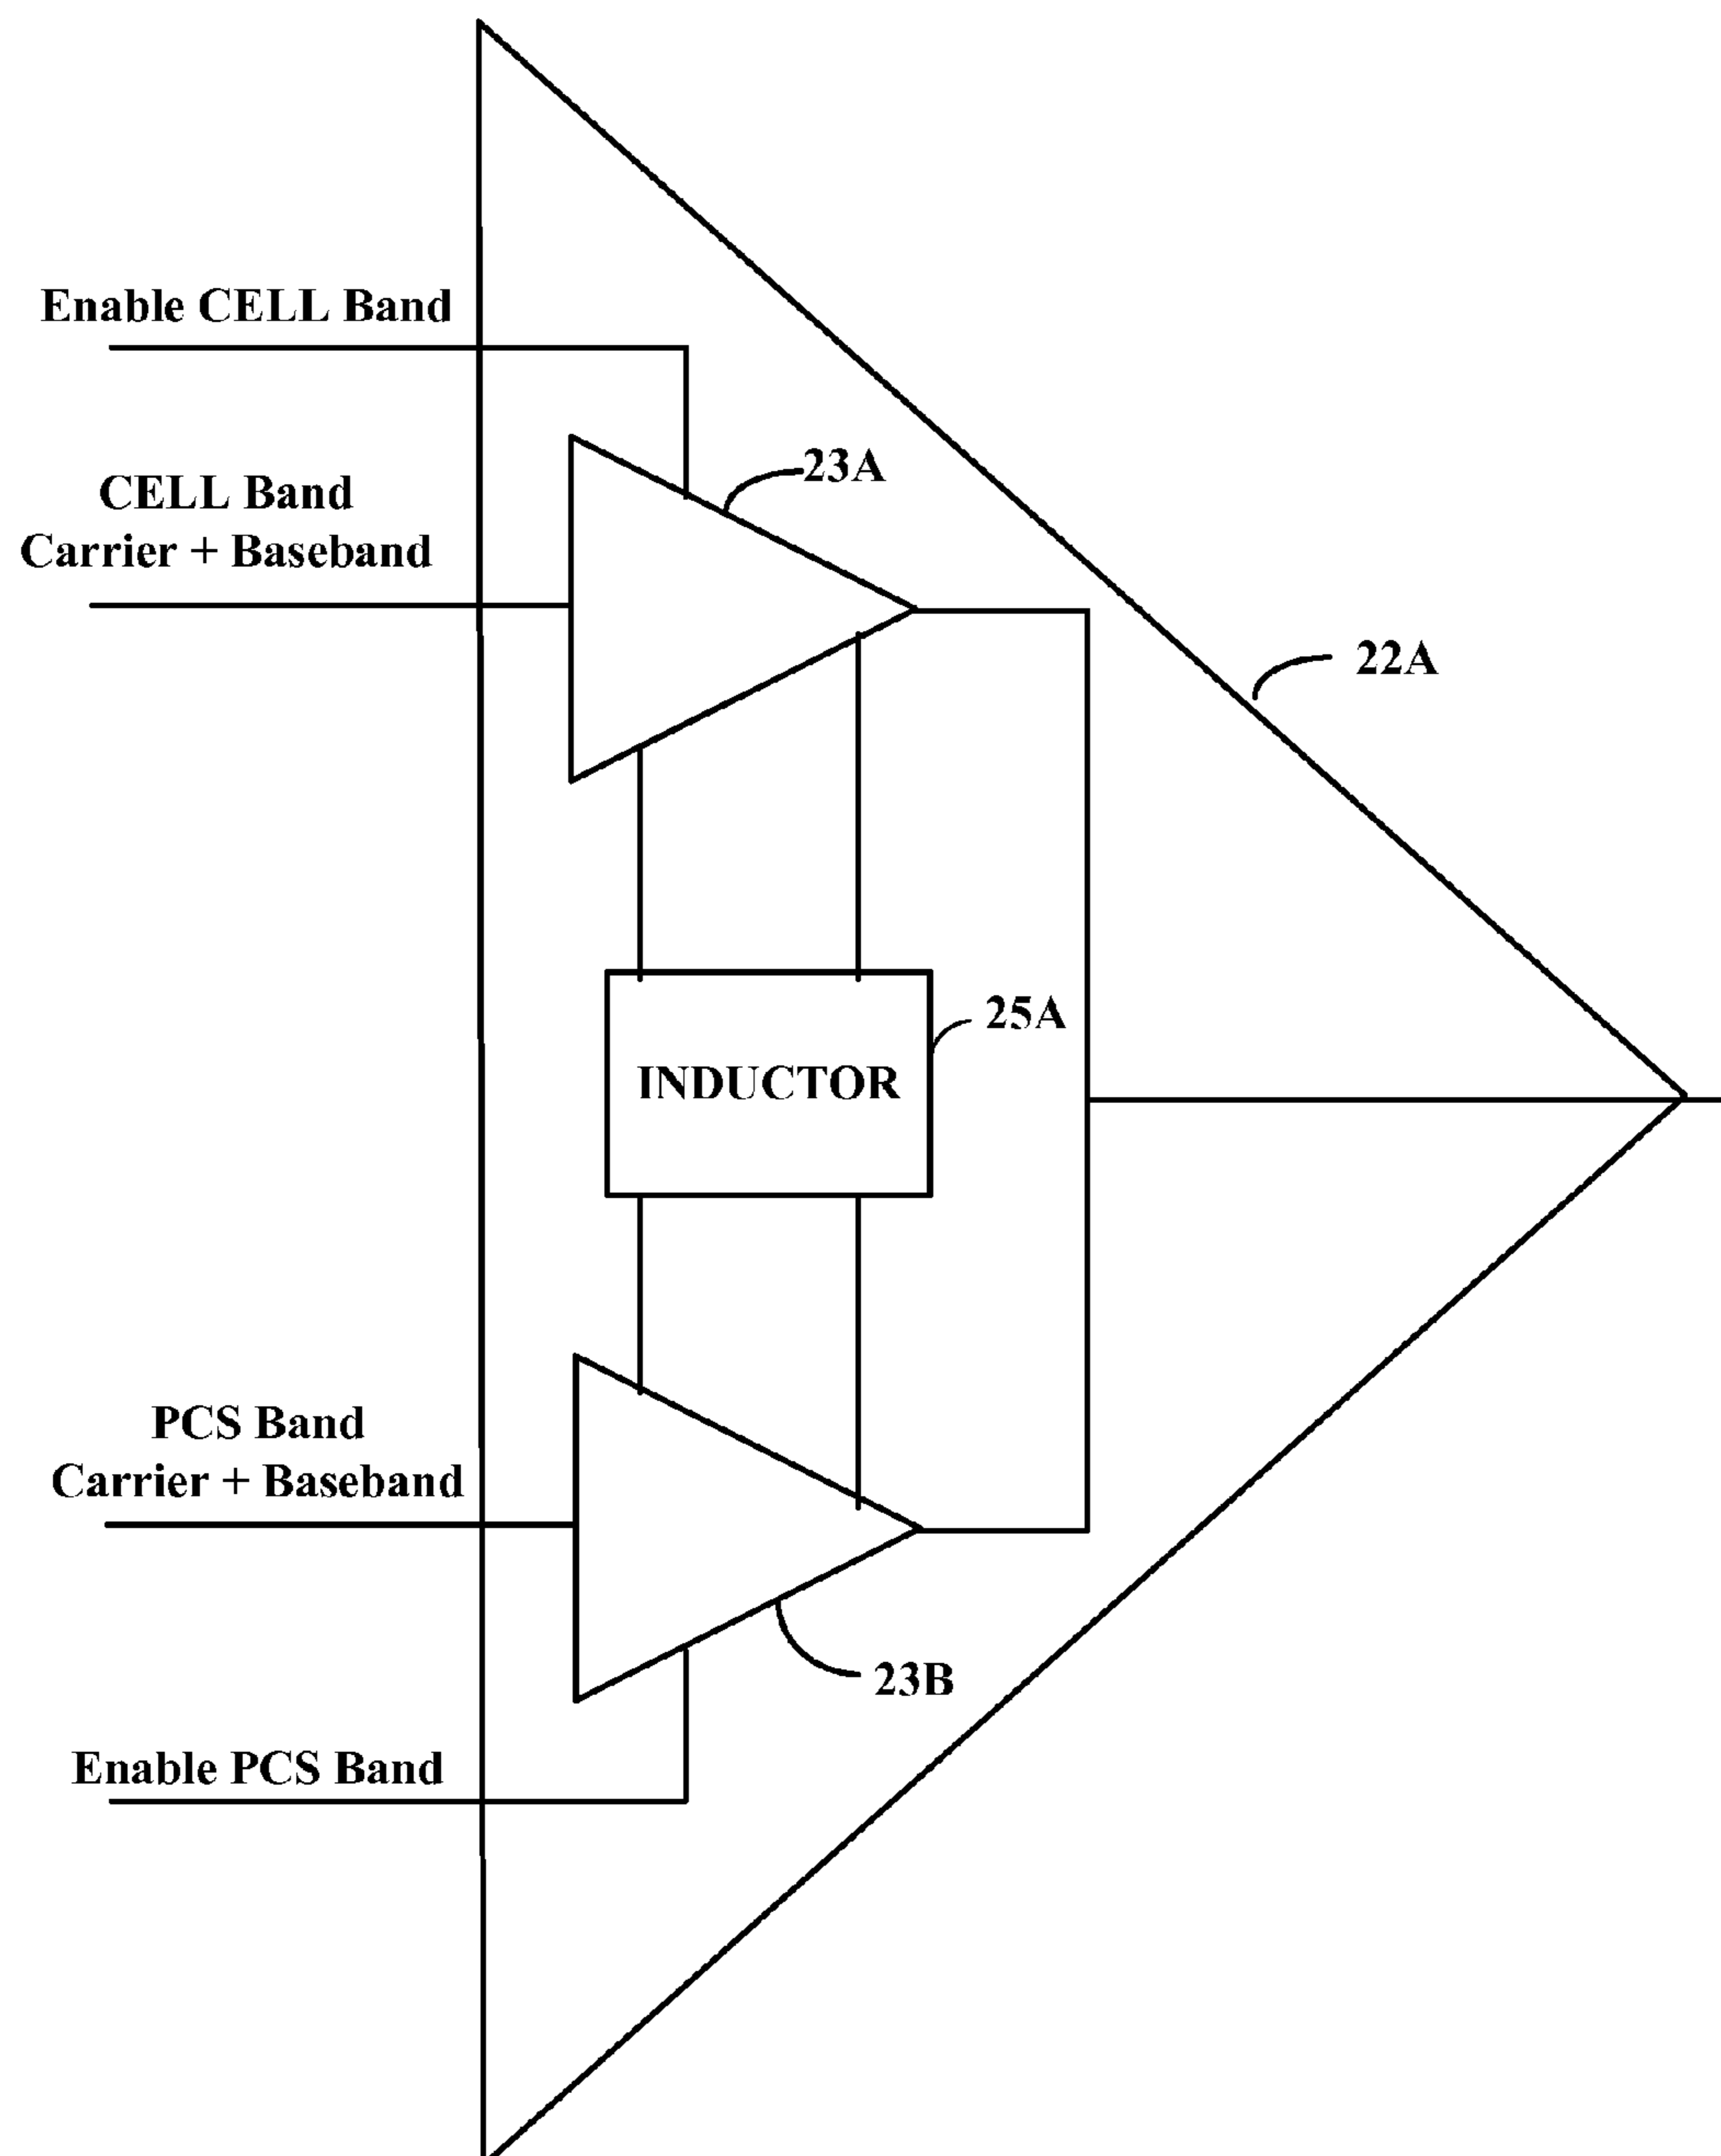 Enable CELL Band
23A
CELL Band
Carrier + Baseband
22A
25A
INDUCTOR
PCS Band
Carrier + Baseband
23B
Enable PCS Band